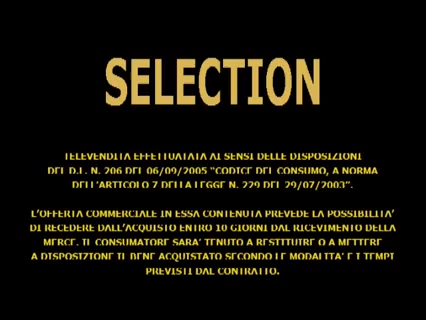 SELECTION
TELEVENDITA EFFETTUATATA AI SENSI DELLE DISPOSIZIONI
DEL D.L. N. 206 DEL 06/09/2005 "CODICE DEL CONSUMO, A NORMA
DELL'ARTICOLO 7 DELLA LEGGE N. 229 DEL 29/07/2003".
L'OFFERTA COMMERCIALE IN ESSA CONTENUTA PREVEDE LA POSSIBILITA'
DI RECEDERE DALL'ACQUISTO ENTRO 10 GIORNI DAL RICEVIMENTO DELLA
MERCE. IL CONSUMATORE SARA' TENUTO A RESTITUIRE O A METTERE
A DISPOSIZIONE IL BENE ACQUISTATO SECONDO LE MODALITA' E I TEMPI
PREVISTI DAL CONTRATTO.